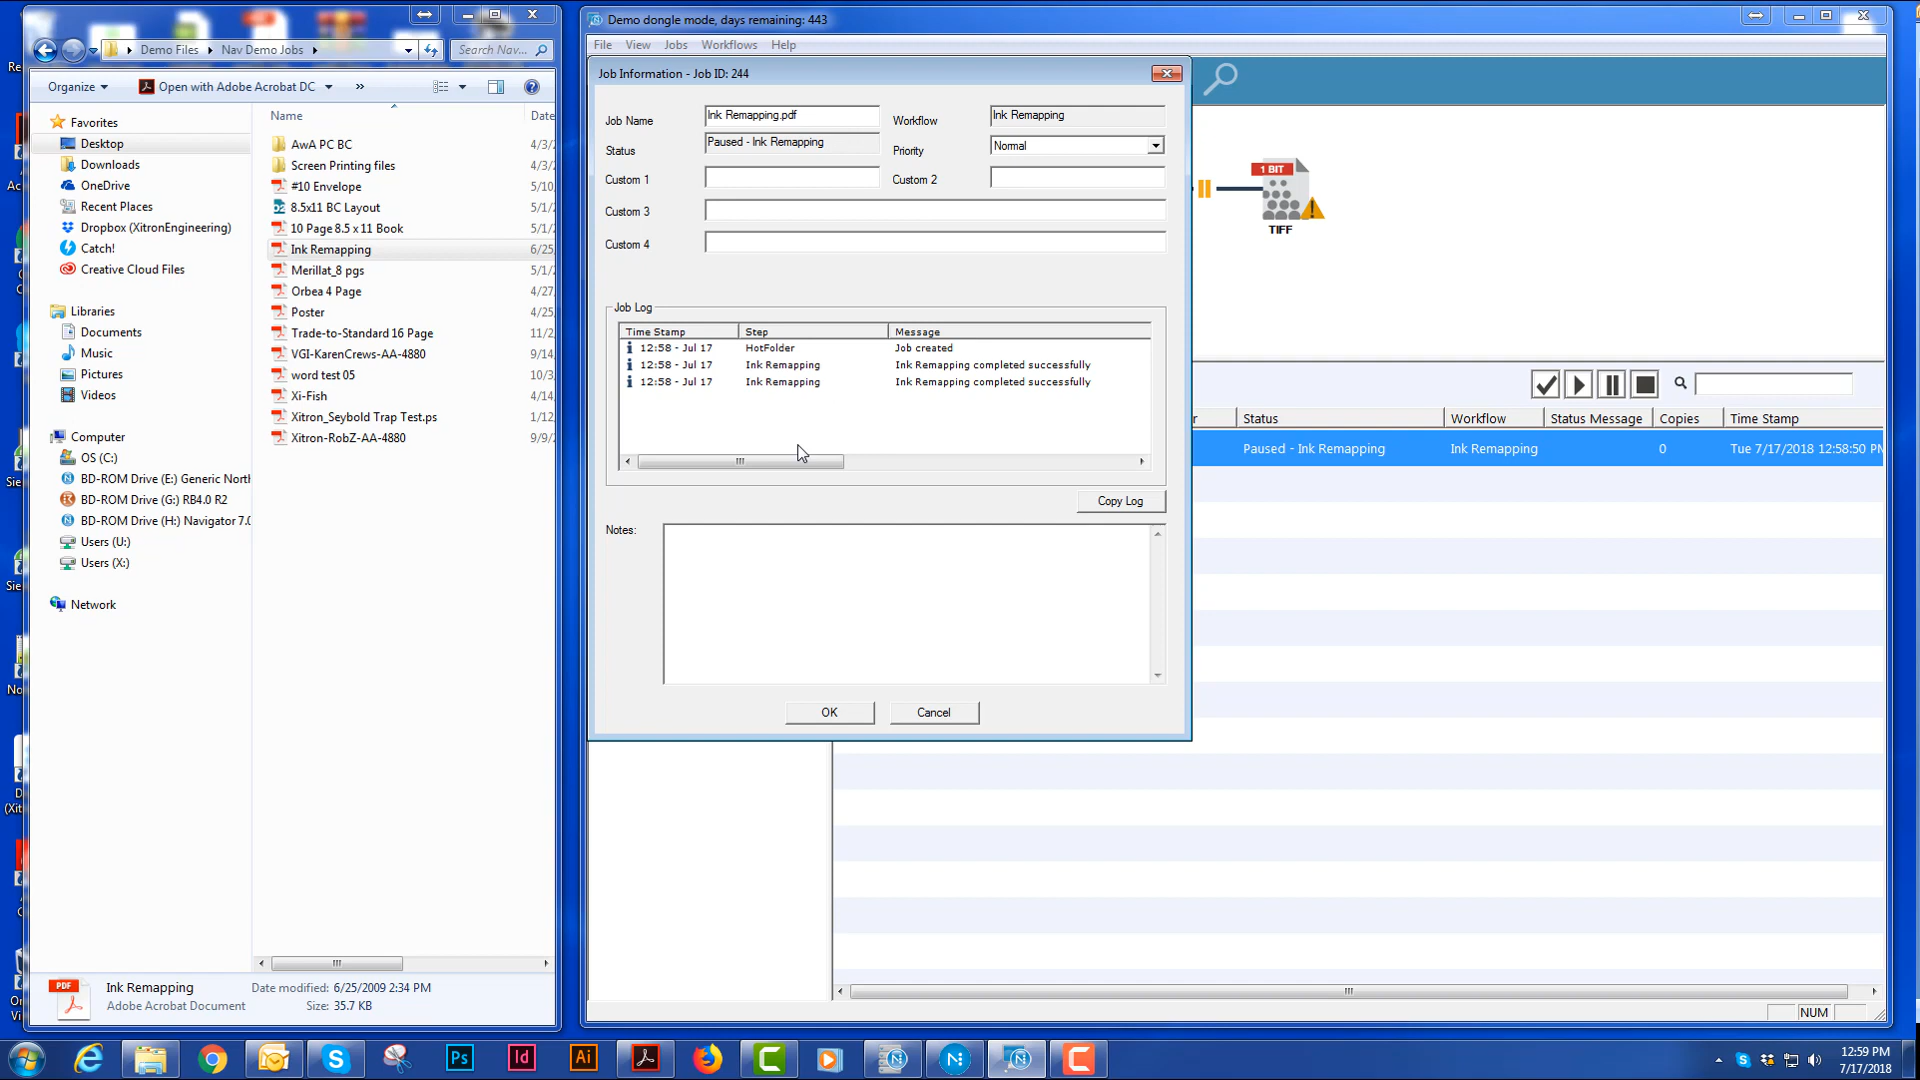 Demo Files
Nav Demo Jobs
Search Nav...
Organize
Open with Adobe Acrobat DC
»
Name
Date
Favorites
Desktop
Downloads
OneDrive
Recent Places
Dropbox (XitronEngineering)
Catch!
Creative Cloud Files
Libraries
Documents
Music
Pictures
Videos
Computer
OS (C:)
BD-ROM Drive (E:) Generic Nort
BD-ROM Drive (G:) RB4.0 R2
BD-ROM Drive (H:) Navigator 7.0
Users (U:)
Users (X:)
Network
AwA PC BC 4/3/
Screen Printing files 4/3/
#10 Envelope 5/10,
8.5x11 BC Layout 5/1/
10 Page 8.5 x 11 Book 5/1/
Ink Remapping 6/25,
Merillat_8 pgs 5/1/
Orbea 4 Page 4/27,
Poster 4/25,
Trade-to-Standard 16 Page 11/2,
VGI-KarenCrews-AA-4880 9/14,
word test 05 10/3,
Xi-Fish 4/14,
Xitron_Seybold Trap Test.ps 1/12,
Xitron-RobZ-AA-4880 9/9/
PDF
Ink Remapping Date modified: 6/25/2009 2:34 PM
Adobe Acrobat Document Size: 35.7 KB
Demo dongle mode, days remaining: 443
File View Jobs Workflows Help
Job Information - Job ID: 244
Job Name Ink Remapping.pdf Workflow Ink Remapping
Status Paused - Ink Remapping Priority Normal
Custom 1 Custom 2
Custom 3
Custom 4
Job Log
Time Stamp Step Message
12:58 - Jul 17 HotFolder Job created
12:58 - Jul 17 Ink Remapping Ink Remapping completed successfully
12:58 - Jul 17 Ink Remapping Ink Remapping completed successfully
Copy Log
Notes:
OK Cancel
1 BIT
TIFF
Status Workflow Status Message Copies Time Stamp
Paused - Ink Remapping Ink Remapping 0 Tue 7/17/2018 12:58:50 PM
NUM
Ps Id Ai N N N C C
12:59 PM
7/17/2018